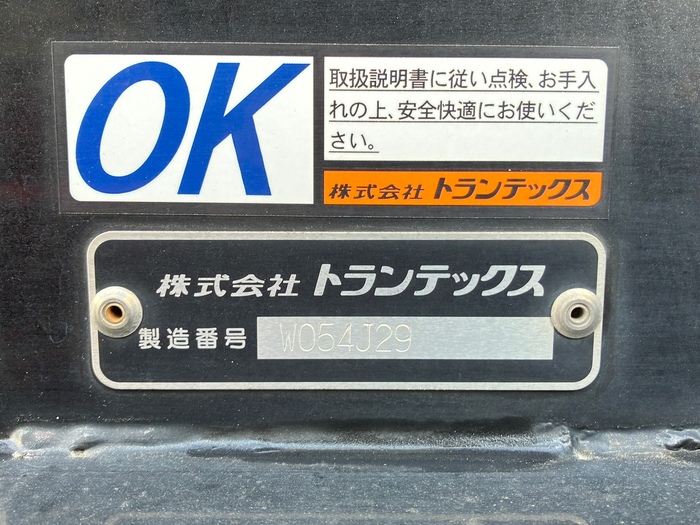 OK
取扱説明書に従い点検、お手入
れの上、安全快適にお使いくだ
さい。
株式会社 トランテックス
株式会社 トランテックス
製造番号 W054J29